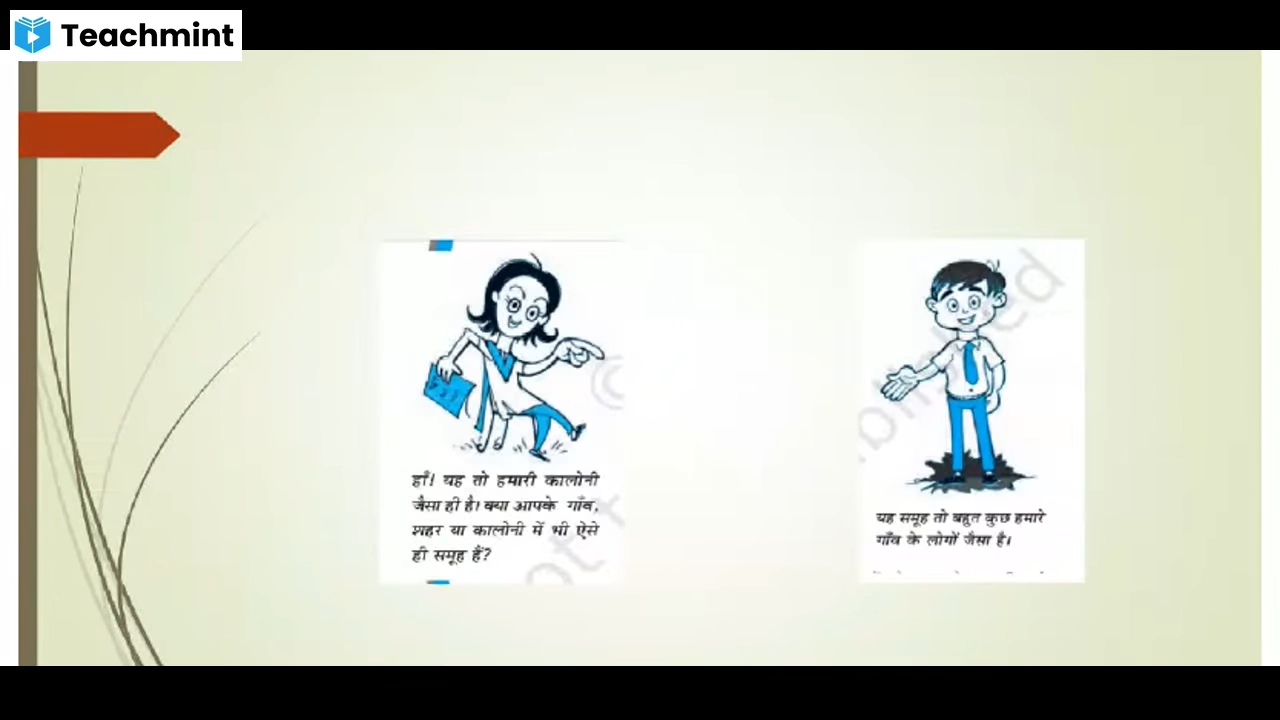 Teachmint
हाँ! यह तो हमारी कालोनी
जैसा ही है। क्या आपके गाँव,
शहर या कालोनी में भी ऐसे
ही समूह हैं?
यह समूह तो बहुत कुछ हमारे
गाँव के लोगों जैसा है।